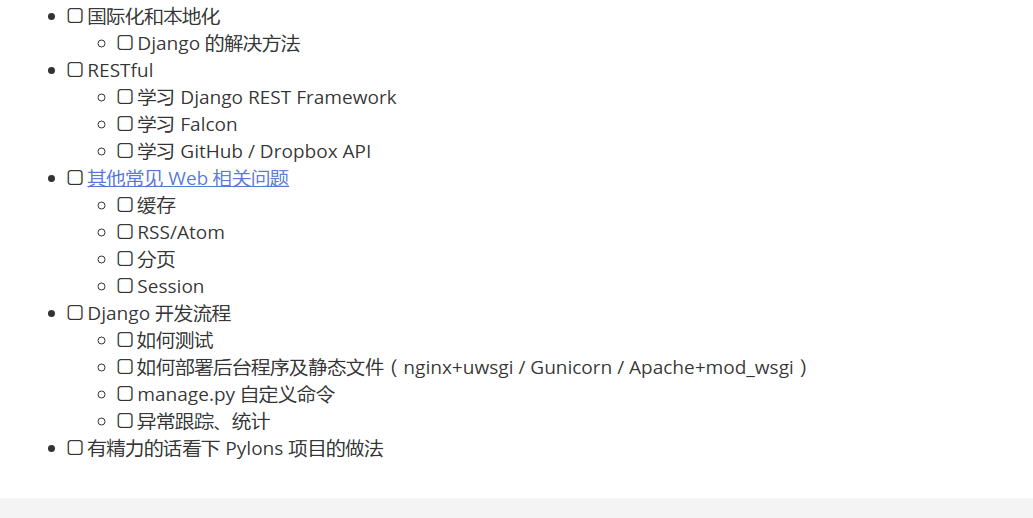 国际化和本地化
Django 的解决方法
RESTful
学习 Django REST Framework
学习 Falcon
学习 GitHub / Dropbox API
其他常见 Web 相关问题
缓存
RSS/Atom
分页
Session
Django 开发流程
如何测试
如何部署后台程序及静态文件（nginx+uwsgi / Gunicorn / Apache+mod_wsgi）
manage.py 自定义命令
异常跟踪、统计
有精力的话看下 Pylons 项目的做法